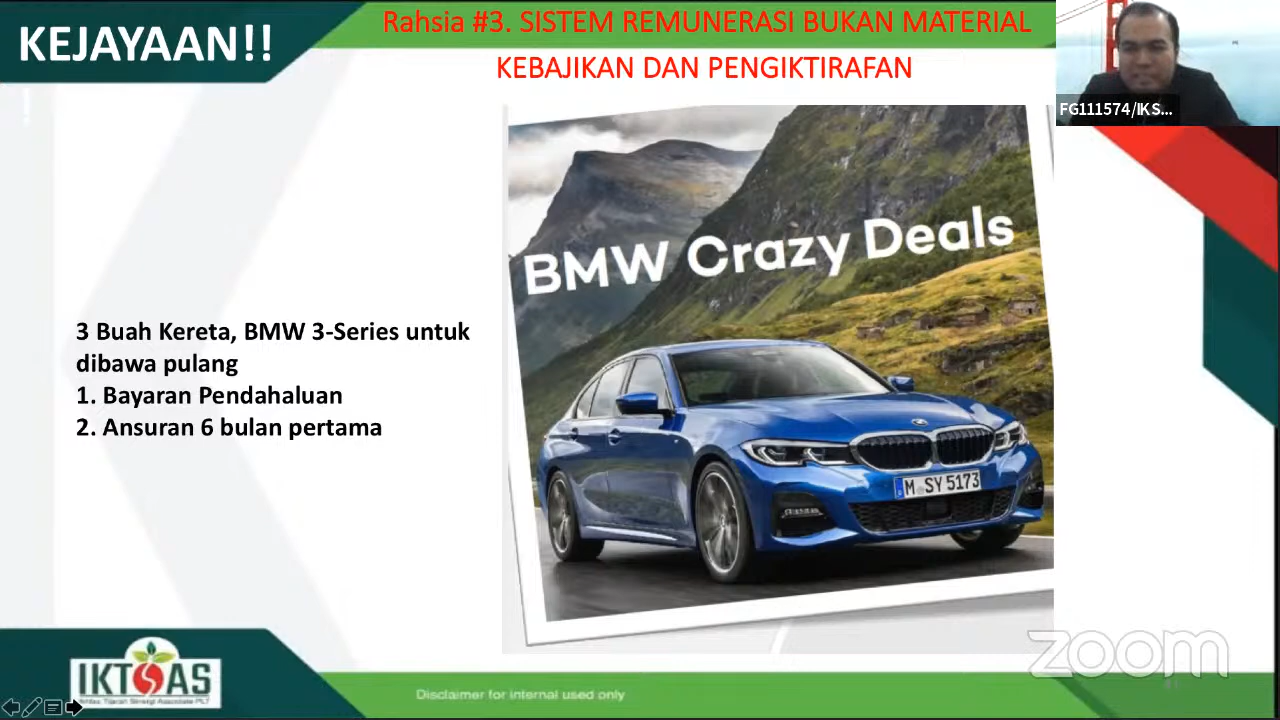 KEJAYAAN!!
Rahsia #3. SISTEM REMUNERASI BUKAN MATERIAL
KEBAJIKAN DAN PENGIKTIRAFAN
FG111574/IKS...
BMW Crazy Deals
3 Buah Kereta, BMW 3-Series untuk
dibawa pulang
1. Bayaran Pendahaluan
2. Ansuran 6 bulan pertama
M SY 5173
IKTSAS
Disclaimer for internal used only
zoom